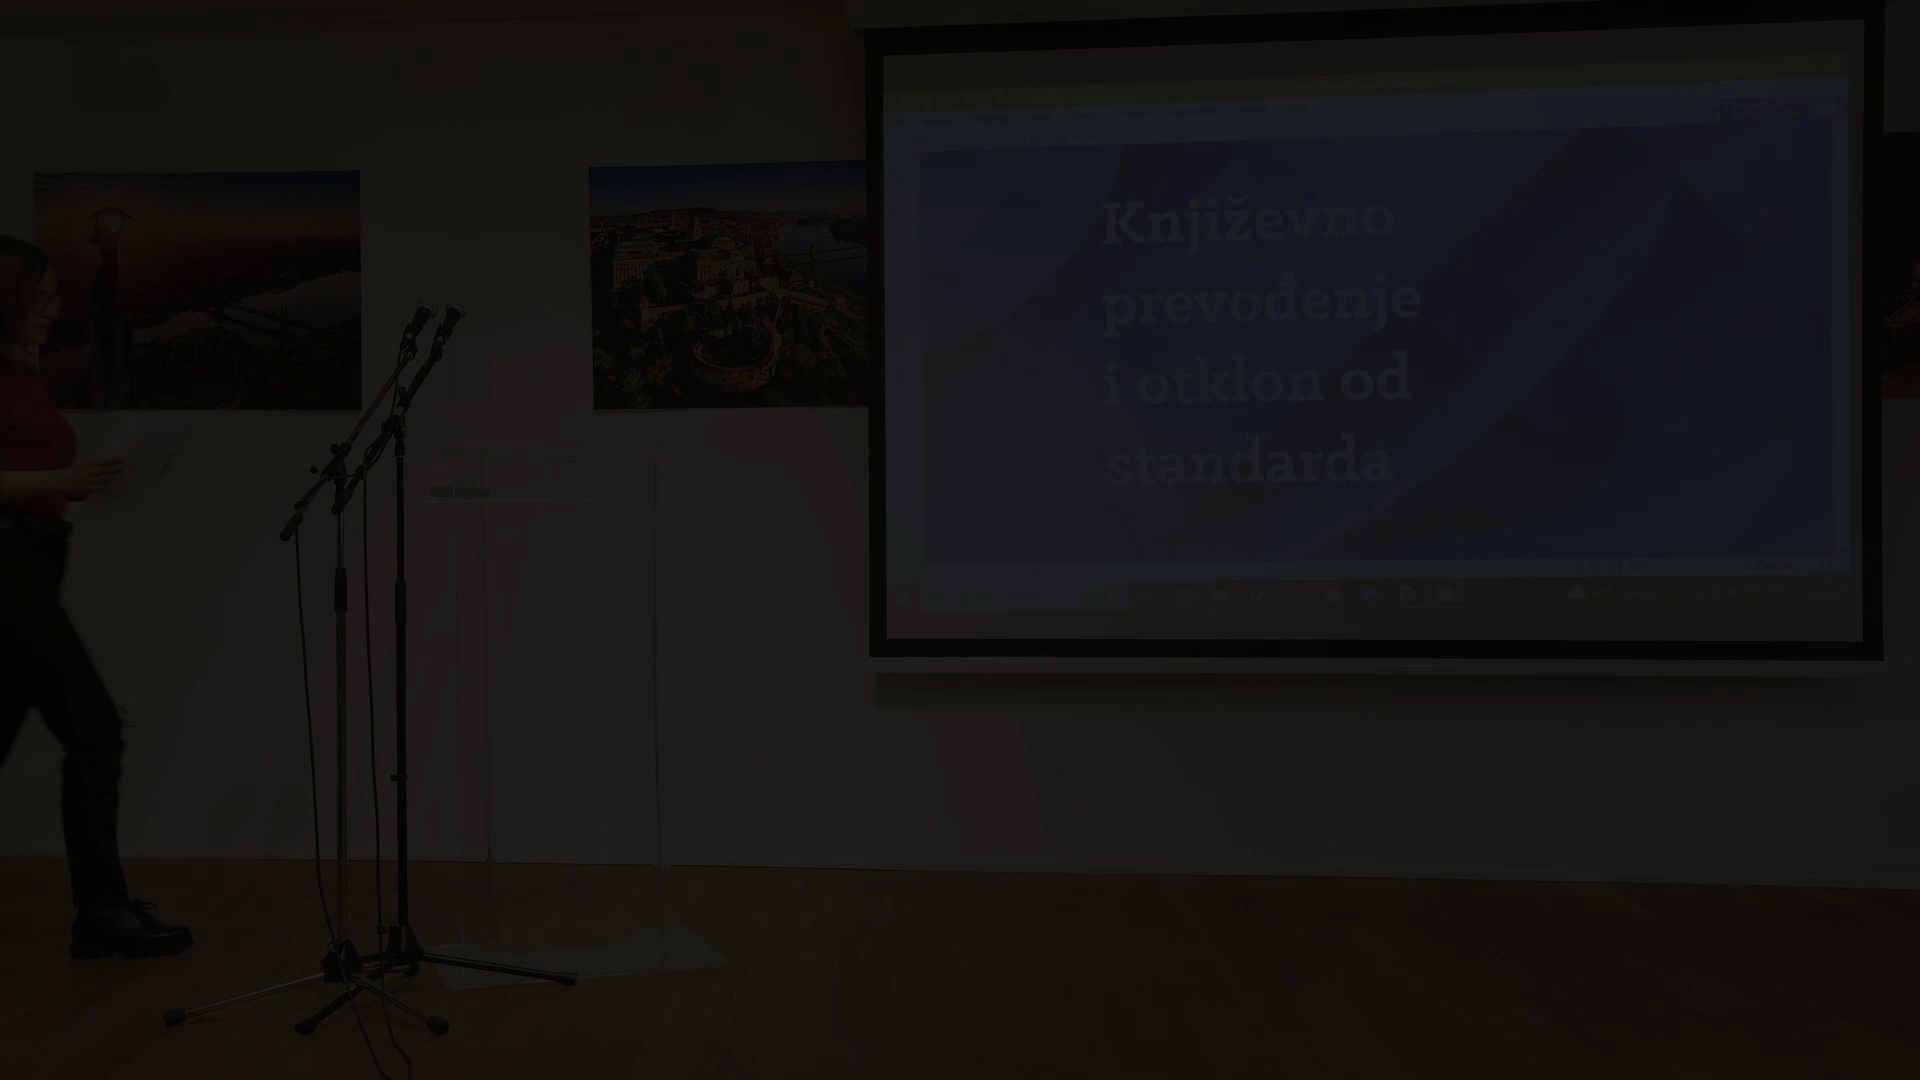 Književno
prevođenje
i otklon od
standarda